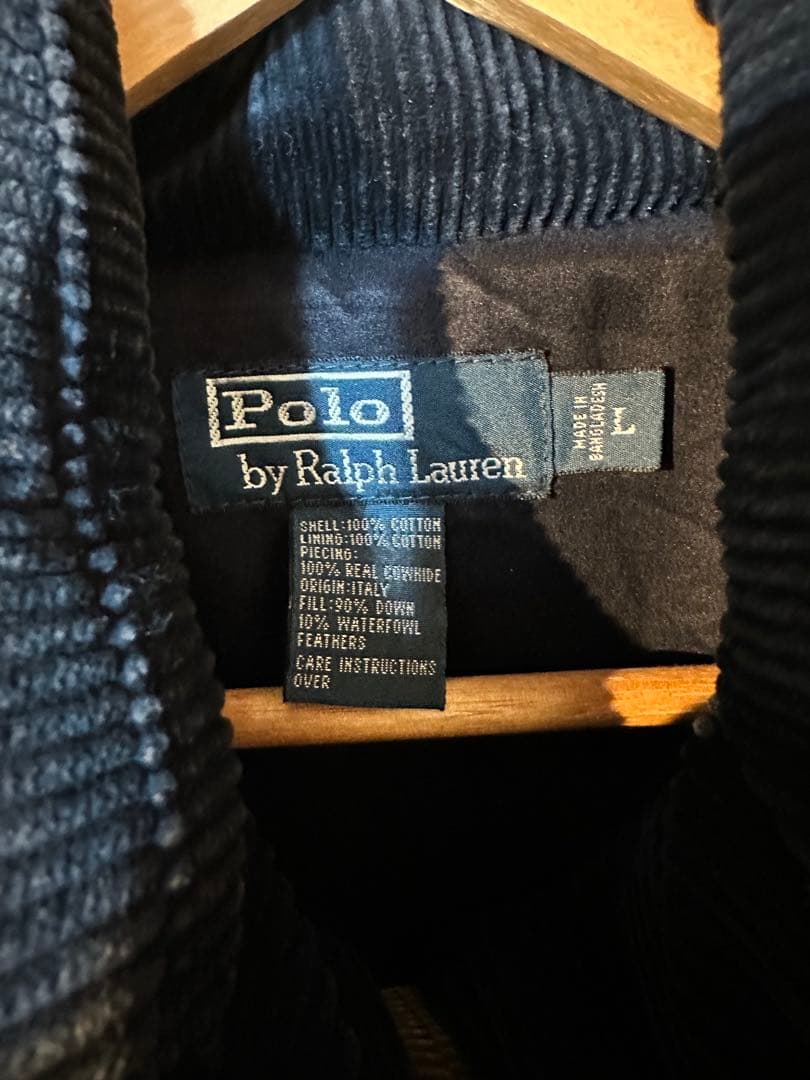 Polo
by Ralph Lauren
MADE IN
BANGLADESH
L
SHELL:100% COTTON
LINING:100% COTTON
PIECING:
100% REAL COWHIDE
ORIGIN:ITALY
FILL:90% DOWN
10% WATERFOWL
FEATHERS
CARE INSTRUCTIONS
OVER